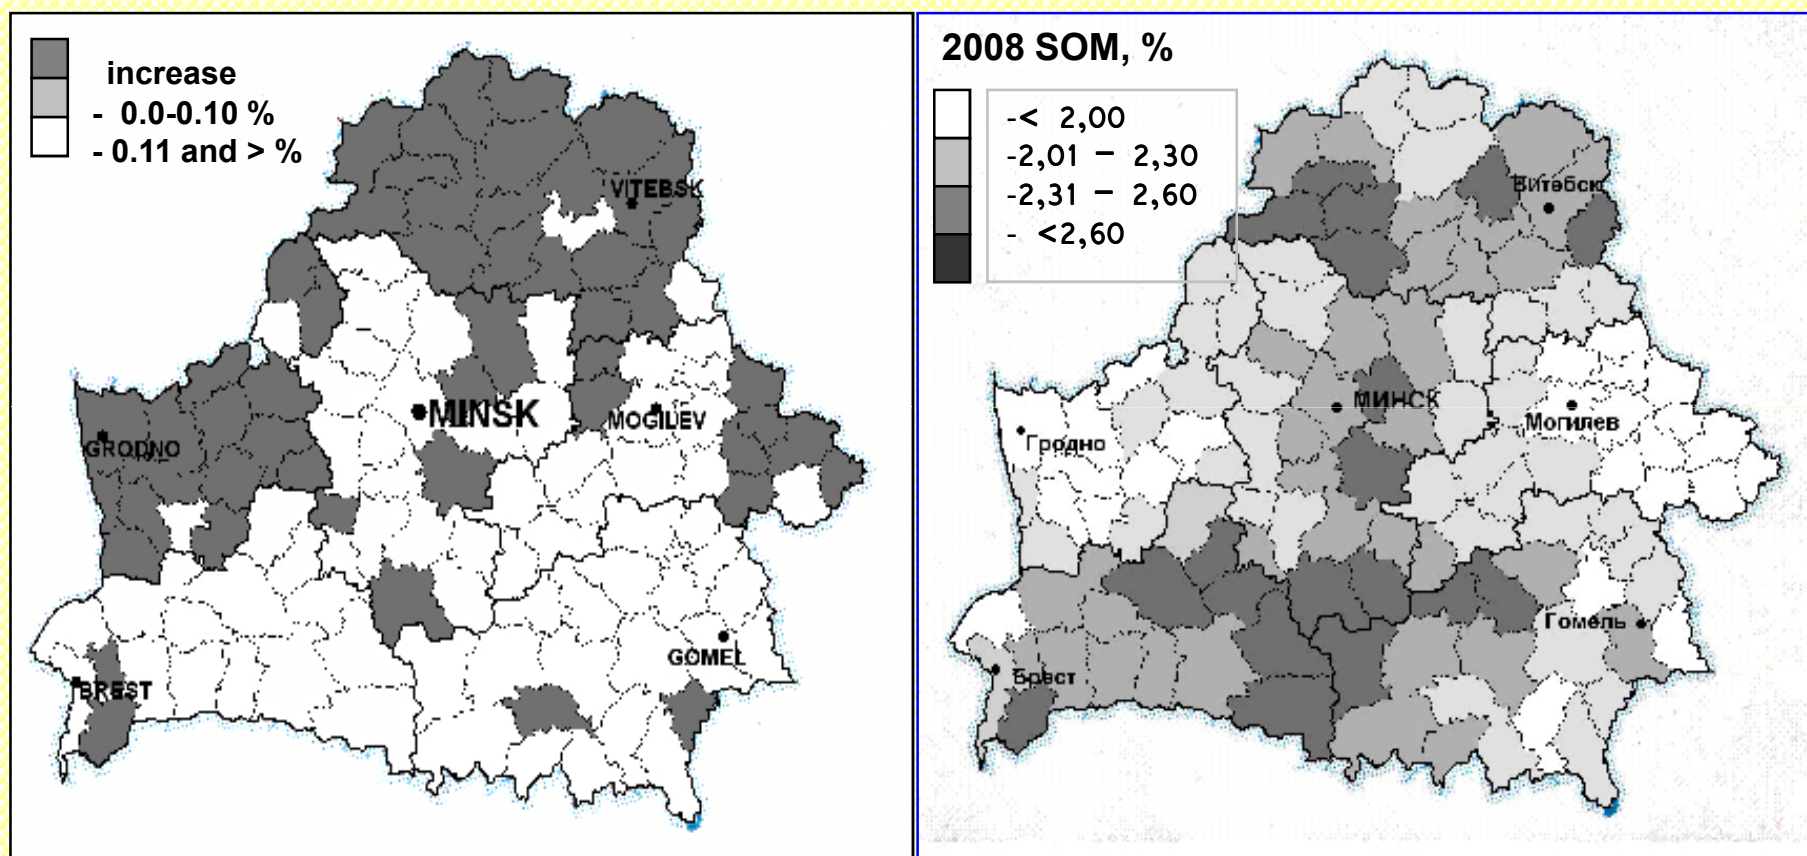 increase
- 0.0-0.10 %
- 0.11 and > %
VITEBSK
MINSK
MOGILEV
GRODNO
GOMEL
BREST
2008 SOM, %
-< 2,00
-2,01 – 2,30
-2,31 – 2,60
- <2,60
Витебск
МИНСК
Могилев
Гродно
Гомель
Брест